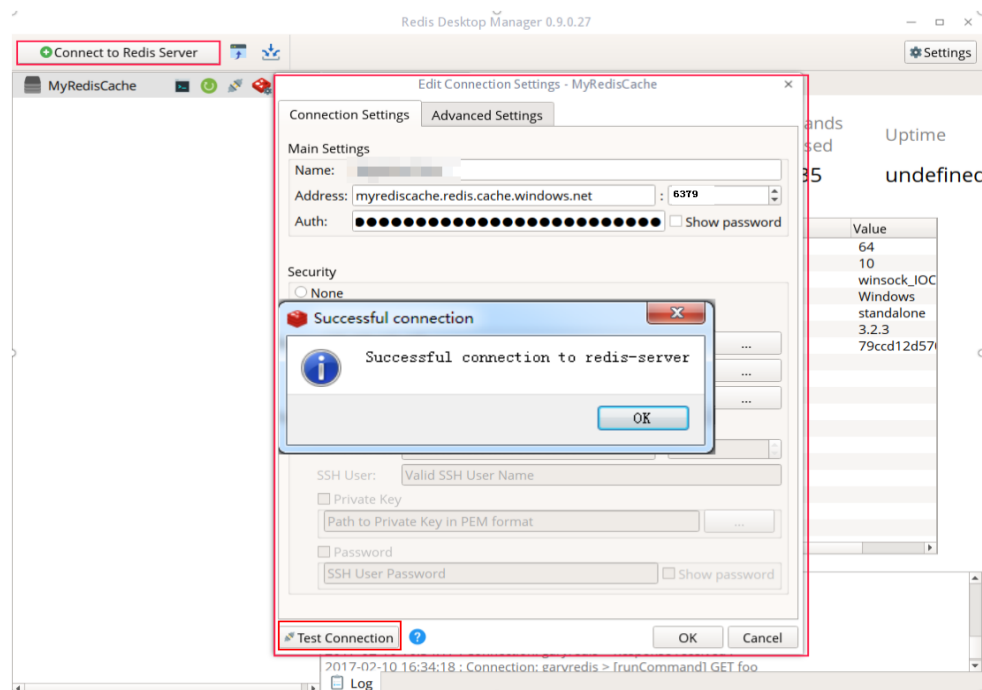 Redis Desktop Manager 0.9.0.27
Connect to Redis Server
Settings
MyRedisCache
Edit Connection Settings - MyRedisCache
Connection Settings
Advanced Settings
Main Settings
Name:
Address: myrediscache.redis.cache.windows.net : 6379
Auth: Show password
Security
None
Successful connection
Successful connection to redis-server
OK
SSH User: Valid SSH User Name
Private Key
Path to Private Key in PEM format
...
Password
SSH User Password
Show password
Test Connection
?
OK
Cancel
ands
sed
Uptime
35
undefined
Value
64
10
winsock_IOC
Windows
standalone
3.2.3
79ccd12d570
...
...
...
2017-02-10 16:34:18 : Connection: garyredis > [runCommand] GET foo
Log